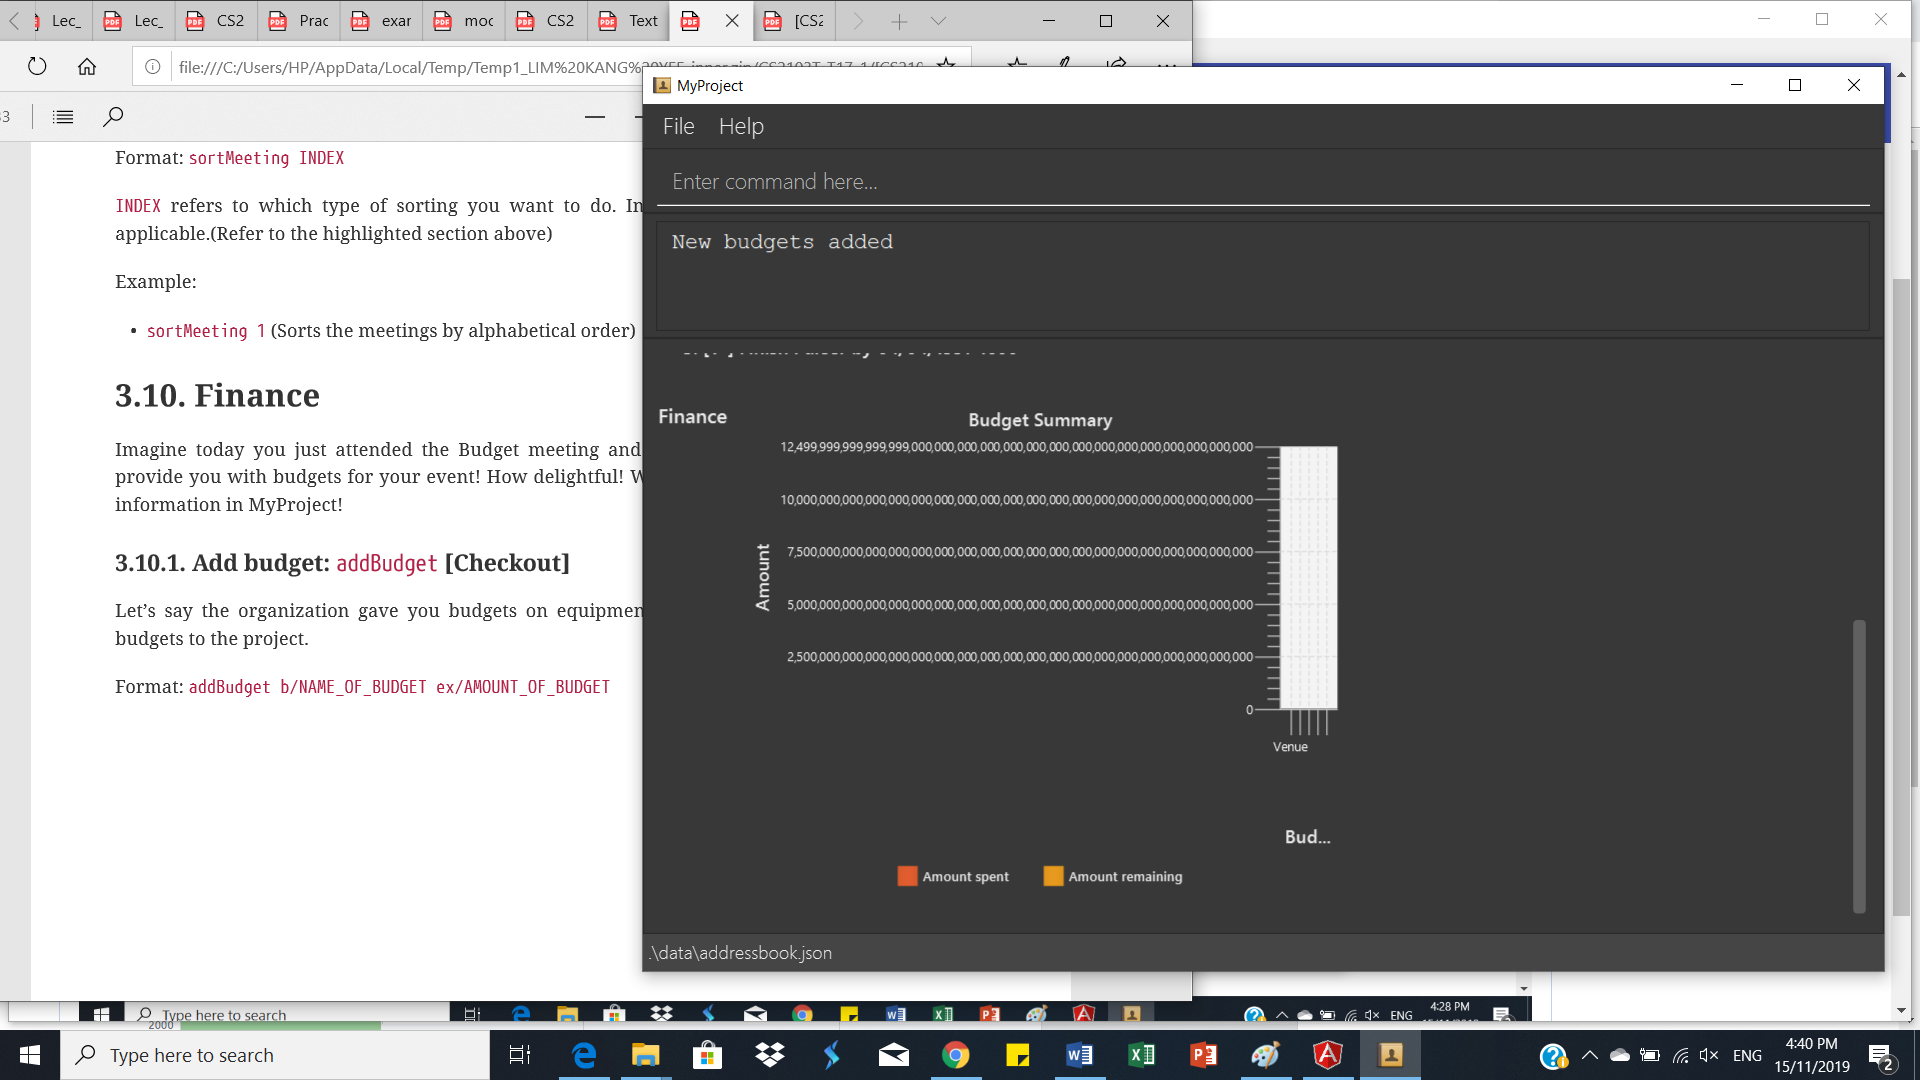 Lec_
Lec_
CS2
Prac
exar
moc
CS2
Text
[CS2
file:///C:/Users/HP/AppData/Local/Temp/Temp1_LIM%20KANG%20YEE_inner.zip/CS2103T-T17-1/[CS210
Format: sortMeeting INDEX
INDEX refers to which type of sorting you want to do. In
applicable.(Refer to the highlighted section above)
Example:
• sortMeeting 1 (Sorts the meetings by alphabetical order)
3.10. Finance
Imagine today you just attended the Budget meeting and
provide you with budgets for your event! How delightful! W
information in MyProject!
3.10.1. Add budget: addBudget [Checkout]
Let’s say the organization gave you budgets on equipmen
budgets to the project.
Format: addBudget b/NAME_OF_BUDGET ex/AMOUNT_OF_BUDGET
MyProject
File Help
Enter command here...
New budgets added
Finance
Budget Summary
12,499,999,999,999,999,000,000,000,000,000,000,000,000,000,000,000,000,000,000,000
10,000,000,000,000,000,000,000,000,000,000,000,000,000,000,000,000,000,000,000,000
7,500,000,000,000,000,000,000,000,000,000,000,000,000,000,000,000,000,000,000,000
5,000,000,000,000,000,000,000,000,000,000,000,000,000,000,000,000,000,000,000,000
2,500,000,000,000,000,000,000,000,000,000,000,000,000,000,000,000,000,000,000,000
0
Amount
Venue
Bud...
Amount spent
Amount remaining
.\data\addressbook.json
Type here to search
ENG
4:28 PM
2000
Type here to search
ENG
4:40 PM
15/11/2019
2